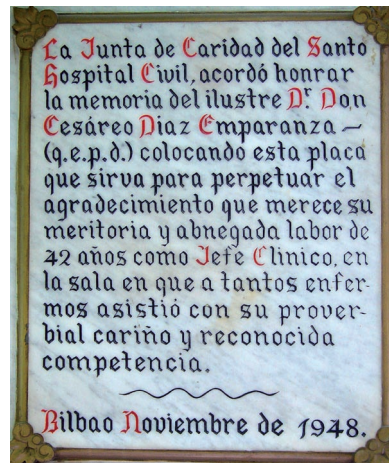 La Junta de Caridad del Santo
Hospital Civil, acordó honrar
la memoria del ilustre Dr. Don
Cesáreo Diaz Emparanza –
(q.e.p.d.) colocando esta placa
que sirva para perpetuar el
agradecimiento que merece su
meritoria y abnegada labor de
42 años como Jefe Clinico, en
la sala en que a tantos enfer-
mos asistió con su prover-
bial cariño y reconocida
competencia.
Bilbao Noviembre de 1948.